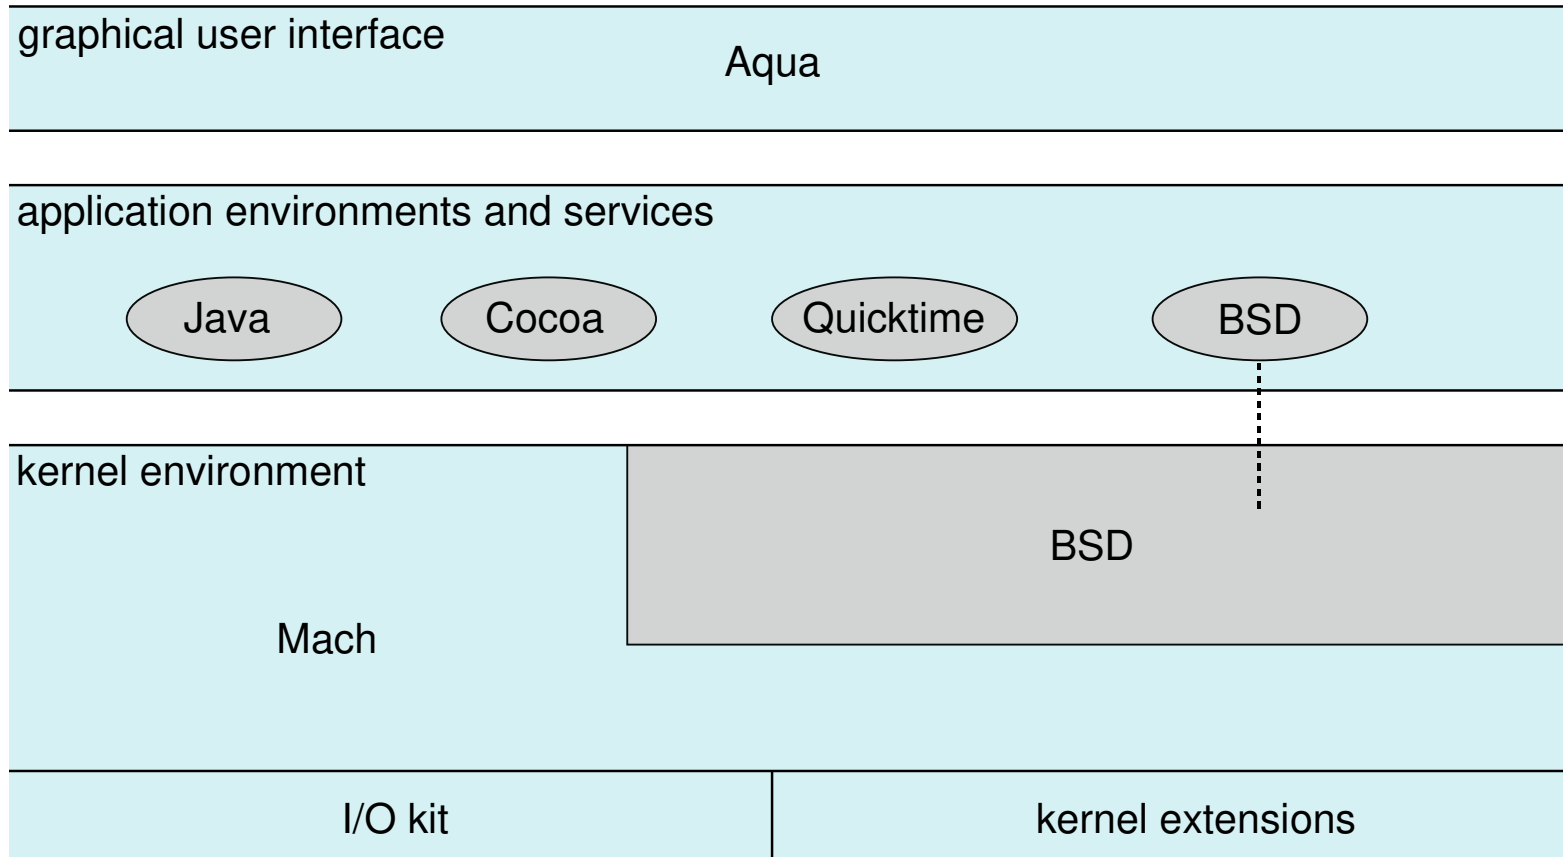 graphical user interface
Aqua
application environments and services
Java
Cocoa
Quicktime
BSD
kernel environment
BSD
Mach
I/O kit
kernel extensions